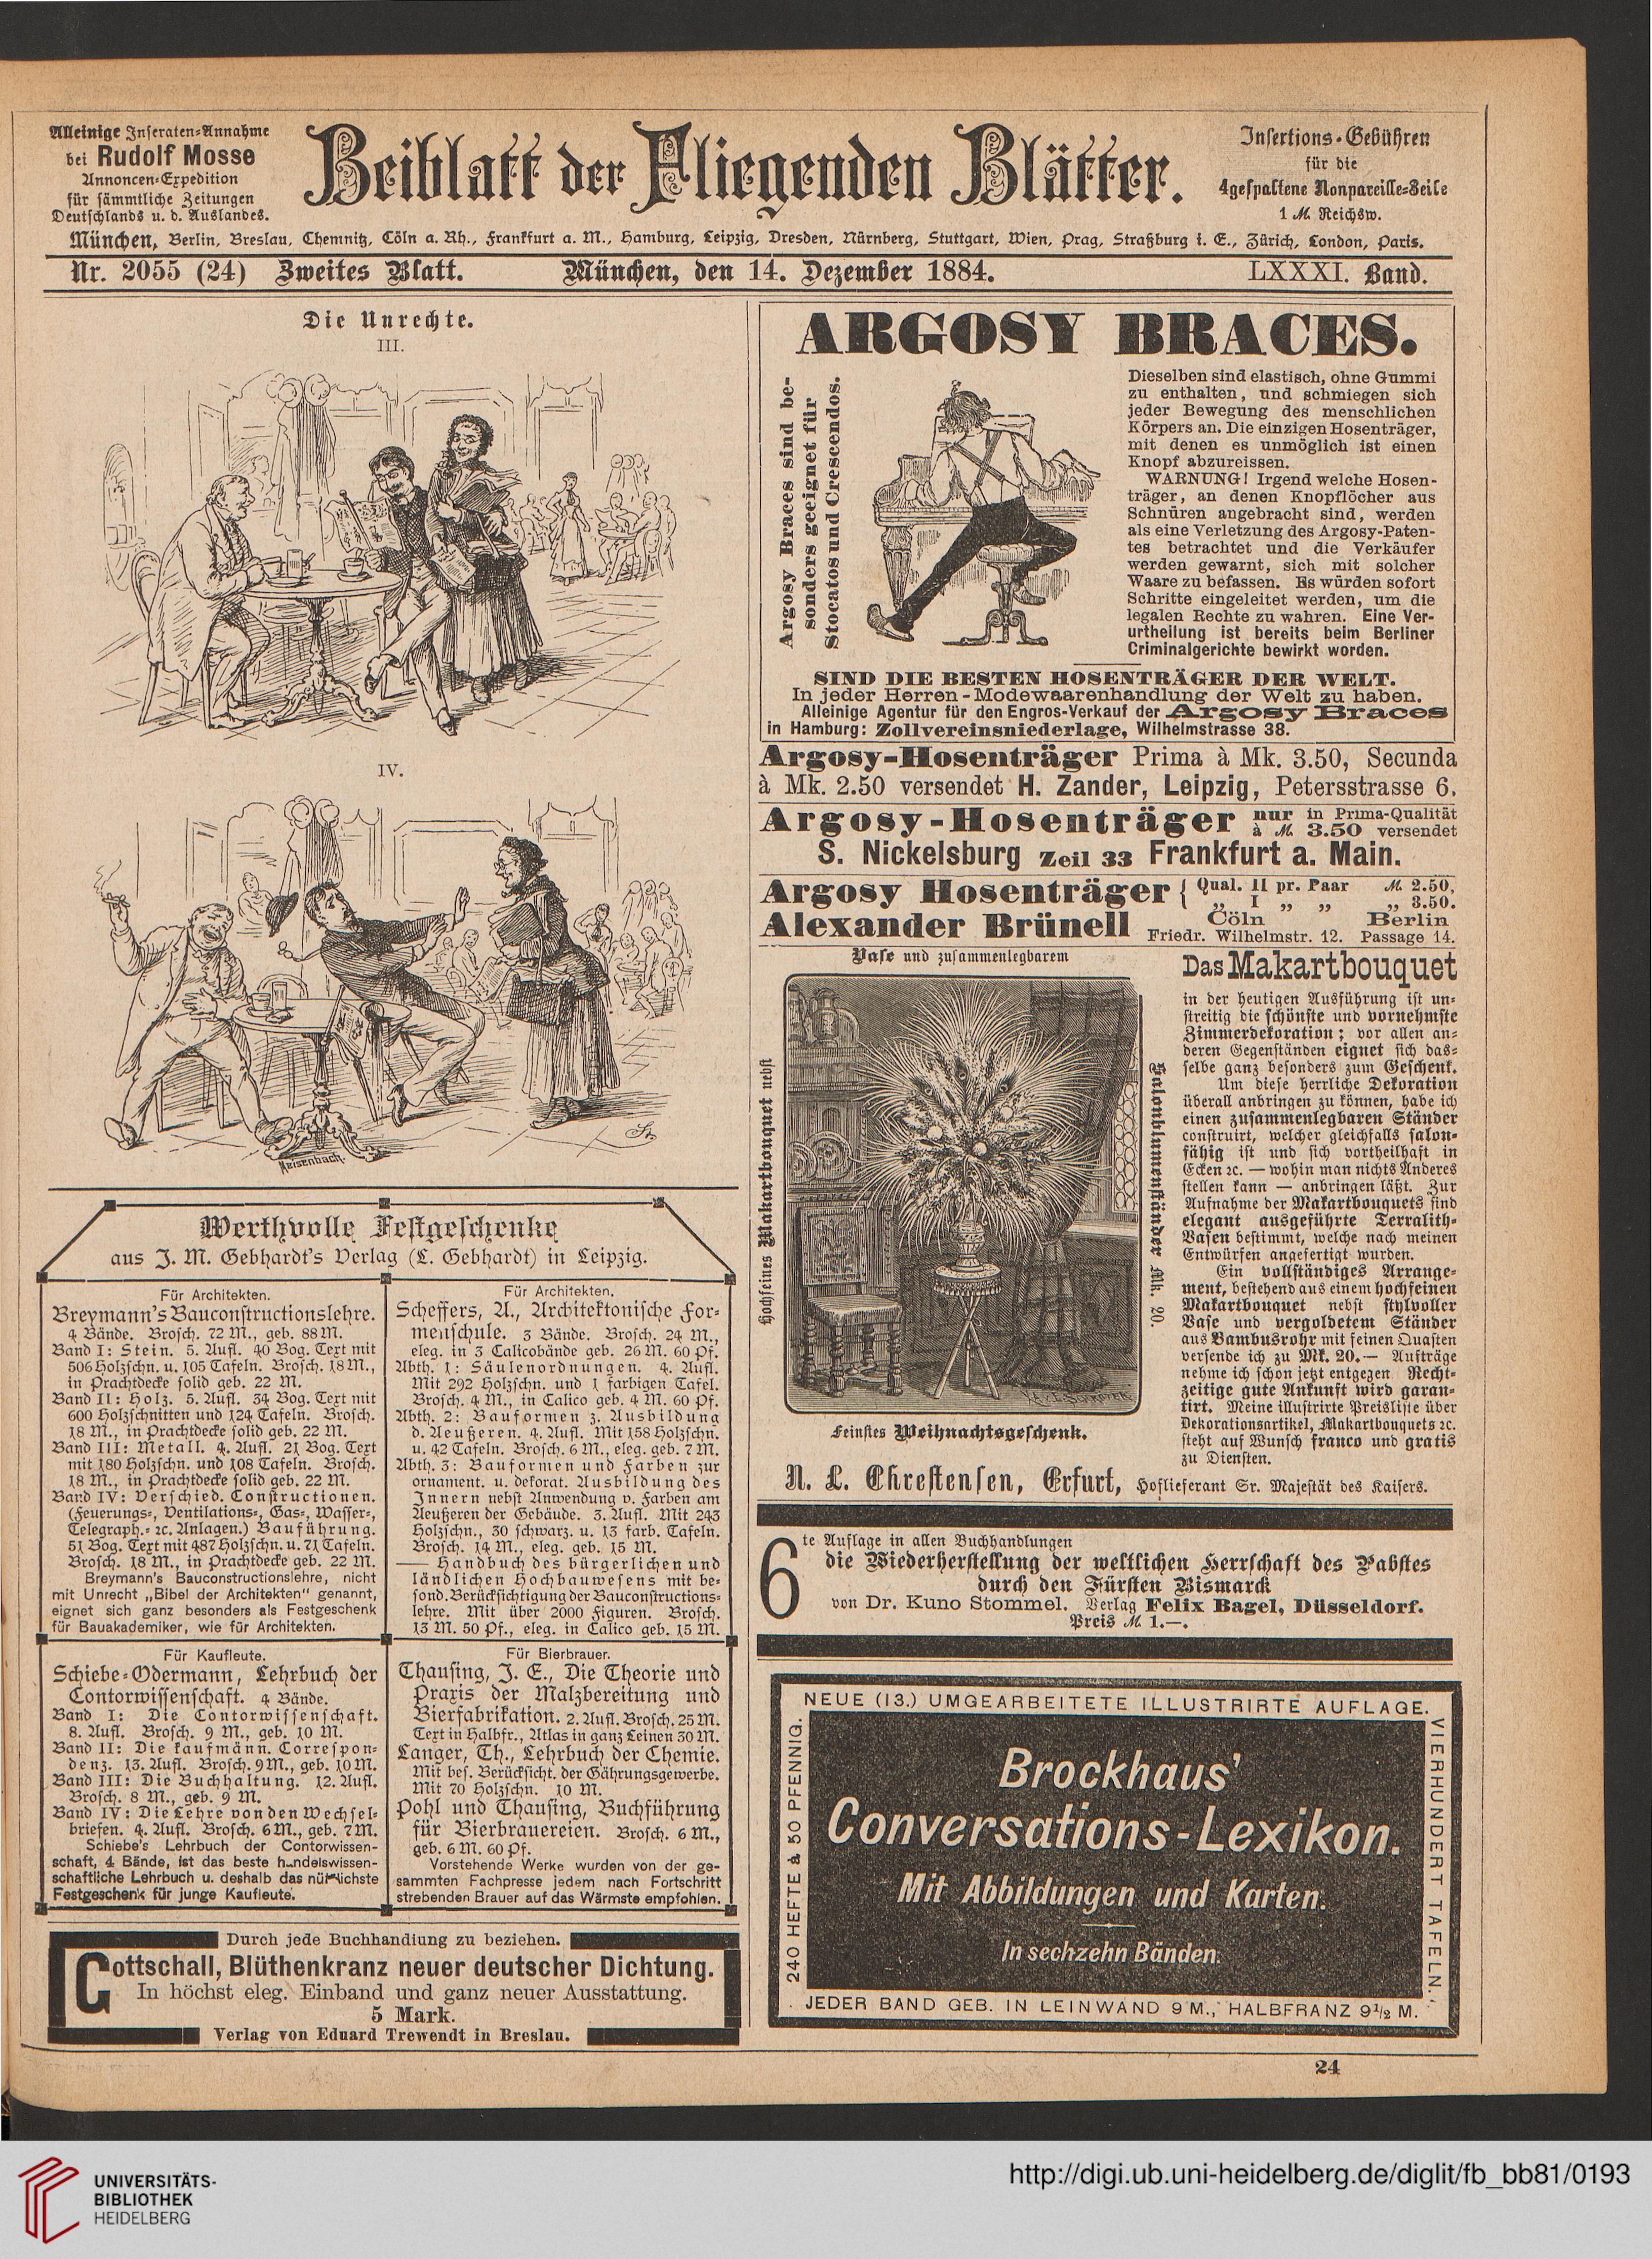 Alleinige Inseraten-Annahme
bei Rudolf Mosse
Annoncen-Expedition
für sämmtliche Zeitungen
Deutschlands u. d. Auslandes.
Beiblatt der Fliegenden Blätter.
Insertions-Gebühren
für die
4gespaltene Nonpareille-Zeile
1 M. Reichsw.
München, Berlin, Breslau, Chemnitz, Cöln a. Rh., Frankfurt a. M., Hamburg, Leipzig, Dresden, Nürnberg, Stuttgart, Wien, Prag, Straßburg i. E., Zürich, London, Paris.
Nr. 2055 (24) Zweites Blatt. München, den 14. Dezember 1884. LXXXI. Band.
Die Unrechte.
III.
IV.
Meisenbach.
Werthvolle Festgeschenke
aus J. M. Gebhardt's Verlag (L. Gebhardt) in Leipzig.
Für Architekten.
Breymann's Bauconstructionslehre.
4 Bände. Brosch. 72 M., geb. 88 M.
Band I: Stein. 5. Aufl. 40 Bog. Text mit
506 Holzschn. u. 105 Tafeln. Brosch. 18 M.,
in Prachtdecke solid geb. 22 M.
Band II: Holz. 5. Aufl. 34 Bog. Text mit
600 Holzschnitten und 124 Tafeln. Brosch.
18 M., in Prachtdecke solid geb. 22 M.
Band III: Metall. 4. Aufl. 21 Bog. Text
mit 180 Holzschn. und 108 Tafeln. Brosch.
18 M., in Prachtdecke solid geb. 22 M.
Band IV: Verschied. Constructionen.
(Feuerungs-, Ventilations-, Gas-, Wasser-,
Telegraph.- ꝛc. Anlagen.) Bauführung.
51 Bog. Text mit 487 Holzschn. u. 71 Tafeln.
Brosch. 18 M., in Prachtdecke geb. 22 M.
Breymann's Bauconstructionslehre, nicht
mit Unrecht „Bibel der Architekten" genannt,
eignet sich ganz besonders als Festgeschenk
für Bauakademiker, wie für Architekten.
Für Architekten.
Scheffers, A., Architektonische For-
menschule. 3 Bände. Brosch. 24 M.,
eleg. in 3 Calicobände geb. 26 M. 60 Pf.
Abth. 1: Säulenordnungen. 4. Aufl.
Mit 292 Holzschn. und 1 farbigen Tafel.
Brosch. 4 M., in Calico geb. 4 M. 60 Pf.
Abth. 2: Bauformen z. Ausbildung
d. Aeußeren. 4. Aufl. Mit 158 Holzschn.
u. 42 Tafeln. Brosch. 6 M., eleg. geb. 7 M.
Abth. 3: Bauformen und Farben zur
ornament. u. dekorat. Ausbildung des
Innern nebst Anwendung v. Farben am
Aeußeren der Gebäude. 3. Aufl. Mit 243
Holzschn., 30 schwarz. u. 13 farb. Tafeln.
Brosch. 14 M., eleg. geb. 15 M.
— Handbuch des bürgerlichen und
ländlichen Hochbauwesens mit be-
sond. Berücksichtigung der Bauconstructions-
lehre. Mit über 2000 Figuren. Brosch.
13 M. 50 Pf., eleg. in Calico geb. 15 M.
Für Kaufleute.
Schiebe-Odermann, Lehrbuch der
Contorwissenschaft. 4 Bände.
Band I: Die Contorwissenschaft.
8. Aufl. Brosch. 9 M., geb. 10 M.
Band II: Die kaufmänn. Correspon-
denz. 13. Aufl. Brosch. 9 M., geb. 10 M.
Band III: Die Buchhaltung. 12. Aufl.
Brosch. 8 M., geb. 9 M.
Band IV: Die Lehre von den Wechsel-
briefen. 4. Aufl. Brosch. 6 M., geb. 7 M.
Schiebe's Lehrbuch der Contorwissen-
schaft, 4 Bände, ist das beste handelswissen-
schaftliche Lehrbuch u. deshalb das nützlichste
Festgeschenk für junge Kaufleute.
Für Bierbrauer.
Thausing, J. E., Die Theorie und
Praxis der Malzbereitung und
Bierfabrikation. 2. Aufl. Brosch. 25 M.
Text in Halbfr., Atlas in ganz Leinen 30 M.
Langer, Th., Lehrbuch der Chemie.
Mit bes. Berücksicht. der Gährungsgewerbe.
Mit 70 Holzschn. 10 M.
Pohl und Thausing, Buchführung
für Bierbrauereien. Brosch. 6 M.,
geb. 6 M. 60 Pf.
Vorstehende Werke wurden von der ge-
sammten Fachpresse jedem nach Fortschritt
strebenden Brauer auf das Wärmste empfohlen.
Durch jede Buchhandlung zu beziehen.
Gottschall, Blüthenkranz neuer deutscher Dichtung.
In höchst eleg. Einband und ganz neuer Ausstattung.
5 Mark.
Verlag von Eduard Trewendt in Breslau.
ARGOSY BRACES.
Argosy Braces sind be-
sonders geeignet für
Stocatos und Crescendos.
Dieselben sind elastisch, ohne Gummi
zu enthalten, und schmiegen sich
jeder Bewegung des menschlichen
Körpers an. Die einzigen Hosenträger,
mit denen es unmöglich ist einen
Knopf abzureissen.
WARNUNG! Irgend welche Hosen-
träger, an denen Knopflöcher aus
Schnüren angebracht sind, werden
als eine Verletzung des Argosy-Paten-
tes betrachtet und die Verkäufer
werden gewarnt, sich mit solcher
Waare zu befassen. Es würden sofort
Schritte eingeleitet werden, um die
legalen Rechte zu wahren. Eine Ver-
urtheilung ist bereits beim Berliner
Criminalgerichte bewirkt worden.
SIND DIE BESTEN HOSENTRÄGER DER WELT.
In jeder Herren-Modewaarenhandlung der Welt zu haben.
Alleinige Agentur für den Engros-Verkauf der Argosy Braces
in Hamburg: Zollvereinsniederlage, Wilhelmstrasse 38.
Argosy-Hosenträger Prima à Mk. 3.50, Secunda
à Mk. 2.50 versendet H. Zander, Leipzig, Petersstrasse 6.
Argosy-Hosenträger nur in Prima-Qualität
à M. 3.50 versendet
S. Nickelsburg Zeil 33 Frankfurt a. Main.
Argosy Hosenträger { Qual. II pr. Paar M. 2.50,
„ I „ „ „ 3.50.
Alexander Brünell Cöln Berlin
Friedr. Wilhelmstr. 12. Passage 14.
Vase und zusammenlegbarem
Hochfeines Makartbouquet nebst
Salonblumenständer Mk. 20.
Feinstes Weihnachtsgeschenk.
Das Makartbouquet
in der heutigen Ausführung ist un-
streitig die schönste und vornehmste
Zimmerdekoration; vor allen an-
deren Gegenständen eignet sich das-
selbe ganz besonders zum Geschenk.
Um diese herrliche Dekoration
überall anbringen zu können, habe ich
einen zusammenlegbaren Ständer
construirt, welcher gleichfalls salon-
fähig ist und sich vortheilhaft in
Ecken ꝛc. — wohin man nichts Anderes
stellen kann — anbringen läßt. Zur
Aufnahme der Makartbouquets sind
elegant ausgeführte Terralith-
Vasen bestimmt, welche nach meinen
Entwürfen angefertigt wurden.
Ein vollständiges Arrange-
ment, bestehend aus einem hochfeinen
Makartbouquet nebst stylvoller
Vase und vergoldetem Ständer
aus Bambusrohr mit feinen Quasten
versende ich zu Mk. 20.— Aufträge
nehme ich schon jetzt entgegen. Recht-
zeitige gute Ankunft wird garan-
tirt. Meine illustrirte Preisliste über
Dekorationsartikel, Makartbouquets ꝛc.
steht auf Wunsch franco und gratis
zu Diensten.
N. L. Chrestensen, Erfurt, Hoflieferant Sr. Majestät des Kaisers.
6te Auflage in allen Buchhandlungen
die Wiederherstellung der weltlichen Herrschaft des Pabstes
durch den Fürsten Bismarck
von Dr. Kuno Stommel. Verlag Felix Bagel, Düsseldorf.
Preis M. 1.—.
NEUE (13.) UMGEARBEITETE ILLUSTRIRTE AUFLAGE.
240 HEFTE à 50 PFENNIG.
Brockhaus'
Conversations-Lexikon.
Mit Abbildungen und Karten.
In sechzehn Bänden.
VIERHUNDERT TAFELN.
JEDER BAND GEB. IN LEINWAND 9 M., HALBFRANZ 9½ M.
24
UNIVERSITÄTS-
BIBLIOTHEK
HEIDELBERG
http://digi.ub.uni-heidelberg.de/diglit/fb_bb81/0193